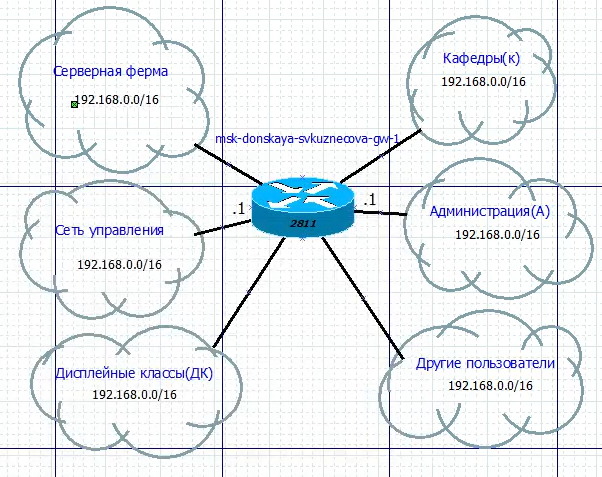 Серверная ферма
192.168.0.0/16
Кафедры(к)
192.168.0.0/16
msk-donskaya-svkuznecova-gw-1
.1
.1
2811
Сеть управления
192.168.0.0/16
Администрация(А)
192.168.0.0/16
Дисплейные классы(ДК)
192.168.0.0/16
Другие пользователи
192.168.0.0/16